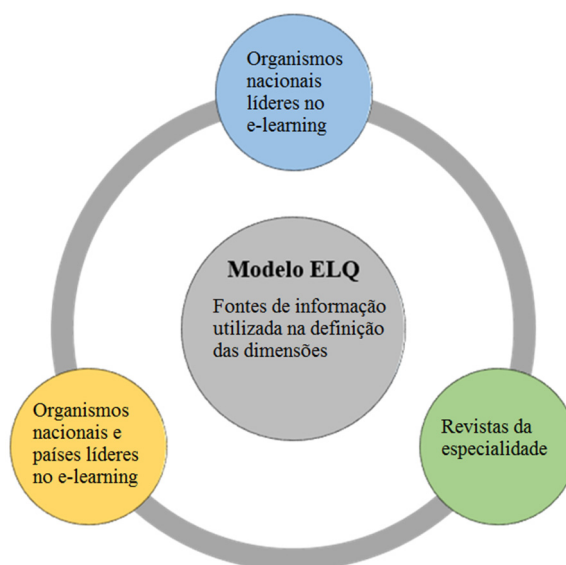 Organismos
nacionais
líderes no
e-learning
Modelo ELQ
Fontes de informação
utilizada na definição
das dimensões
Organismos
nacionais e
países líderes
no e-learning
Revistas da
especialidade